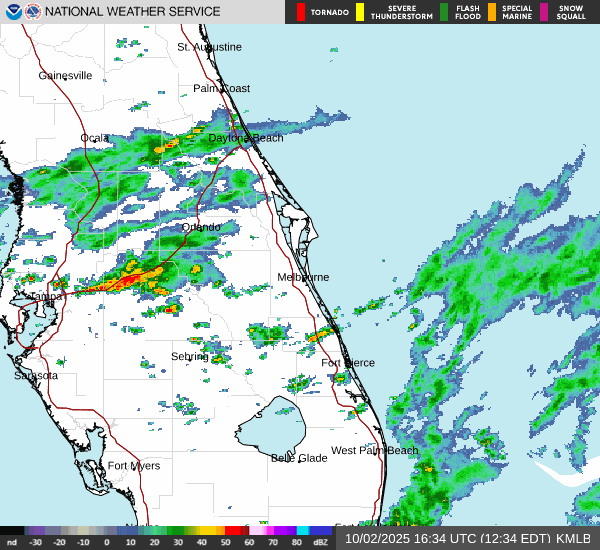 NATIONAL WEATHER SERVICE
TORNADO
SEVERE THUNDERSTORM
FLASH FLOOD
SPECIAL MARINE
SNOW SQUALL
St. Augustine
Gainesville
Palm Coast
Ocala
Daytona Beach
Orlando
Melbourne
Tampa
Sebring
Fort Pierce
Sarasota
West Palm Beach
Belle Glade
Fort Myers
nd -30 -20 -10 0 10 20 30 40 50 60 70 80 dBZ
10/02/2025 16:34 UTC (12:34 EDT) KMLB